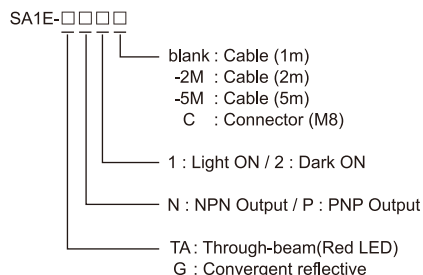 SA1E-□□□□
blank : Cable (1m)
-2M : Cable (2m)
-5M : Cable (5m)
C : Connector (M8)
1 : Light ON / 2 : Dark ON
N : NPN Output / P : PNP Output
TA : Through-beam(Red LED)
G : Convergent reflective